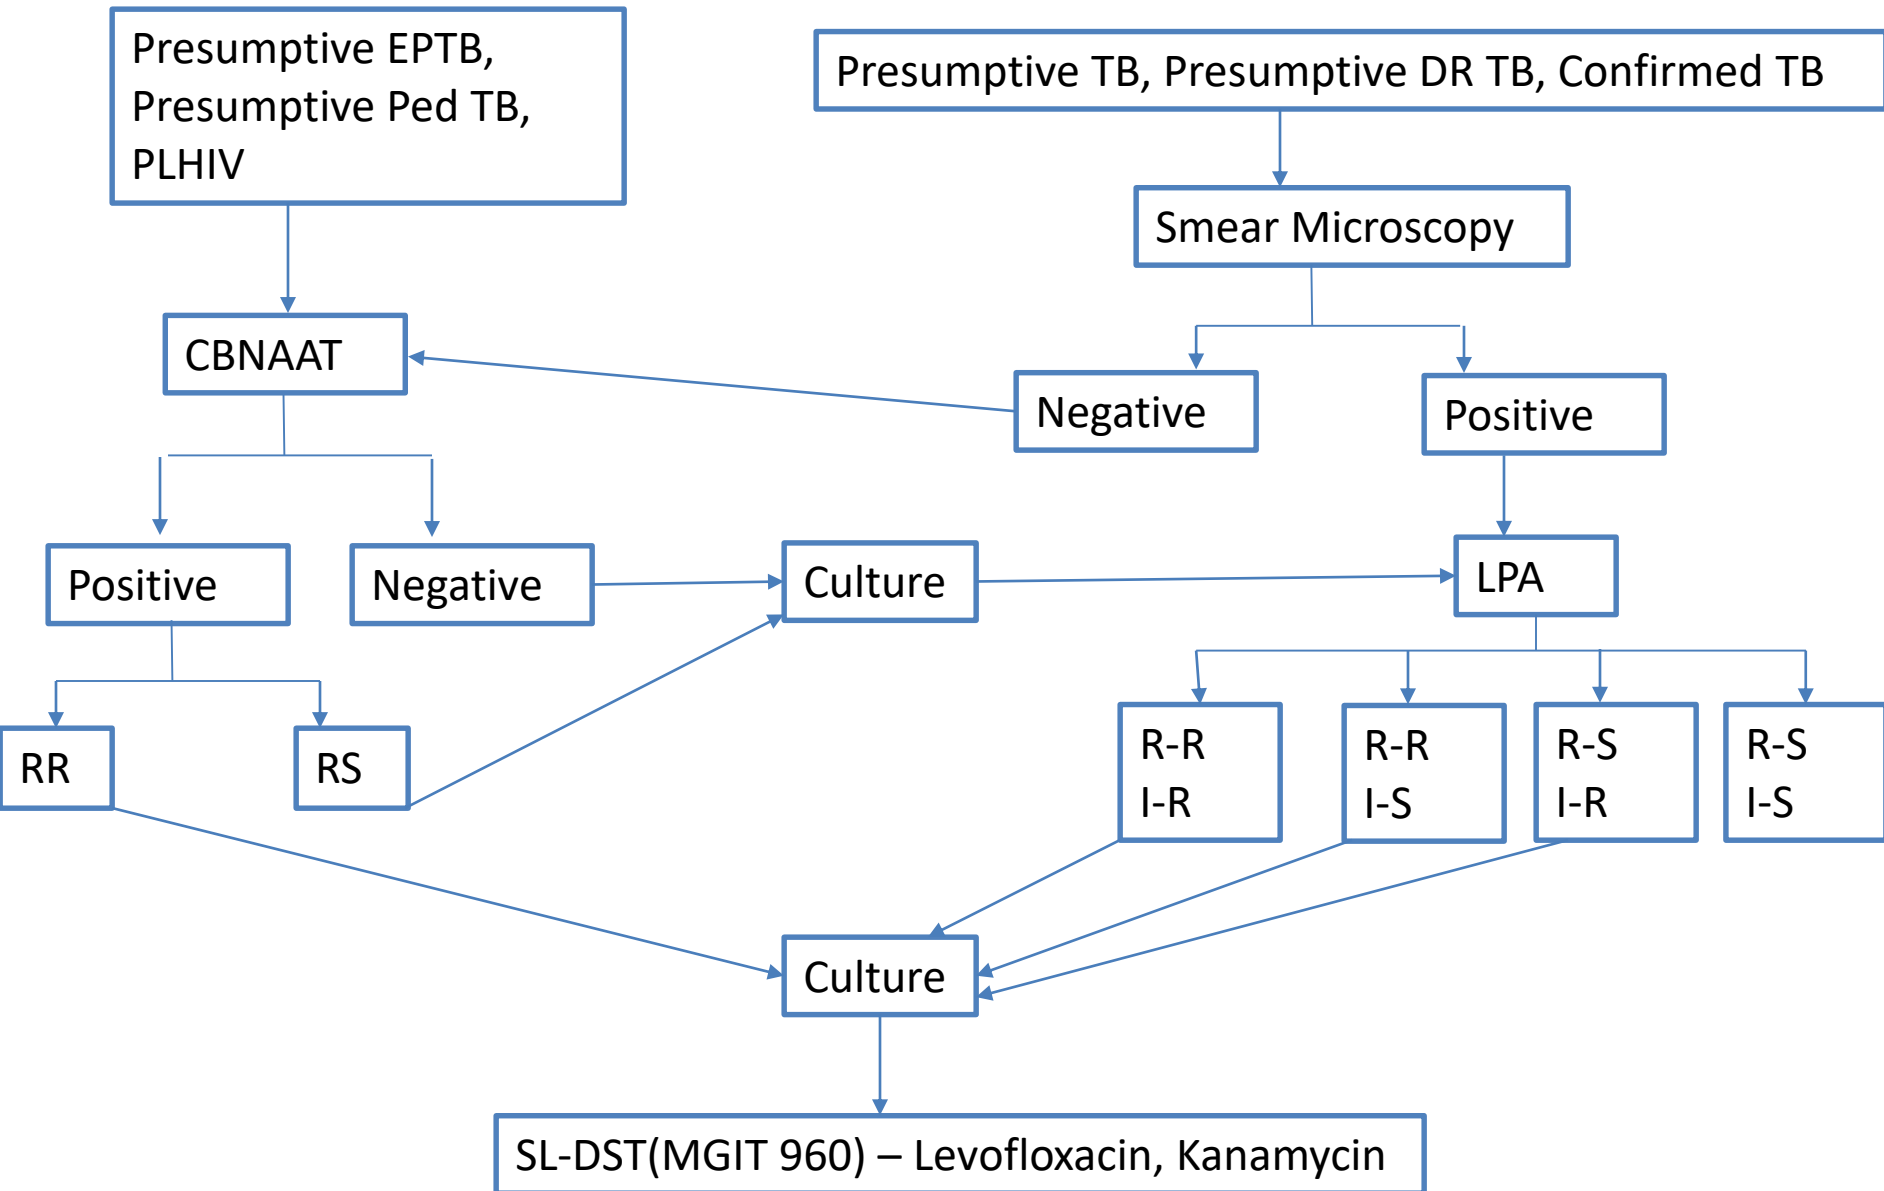 Presumptive EPTB,
Presumptive Ped TB,
PLHIV
Presumptive TB, Presumptive DR TB, Confirmed TB
Smear Microscopy
CBNAAT
Negative
Positive
Positive
Negative
Culture
LPA
RR
RS
R-R
I-R
R-R
I-S
R-S
I-R
R-S
I-S
Culture
SL-DST(MGIT 960) – Levofloxacin, Kanamycin